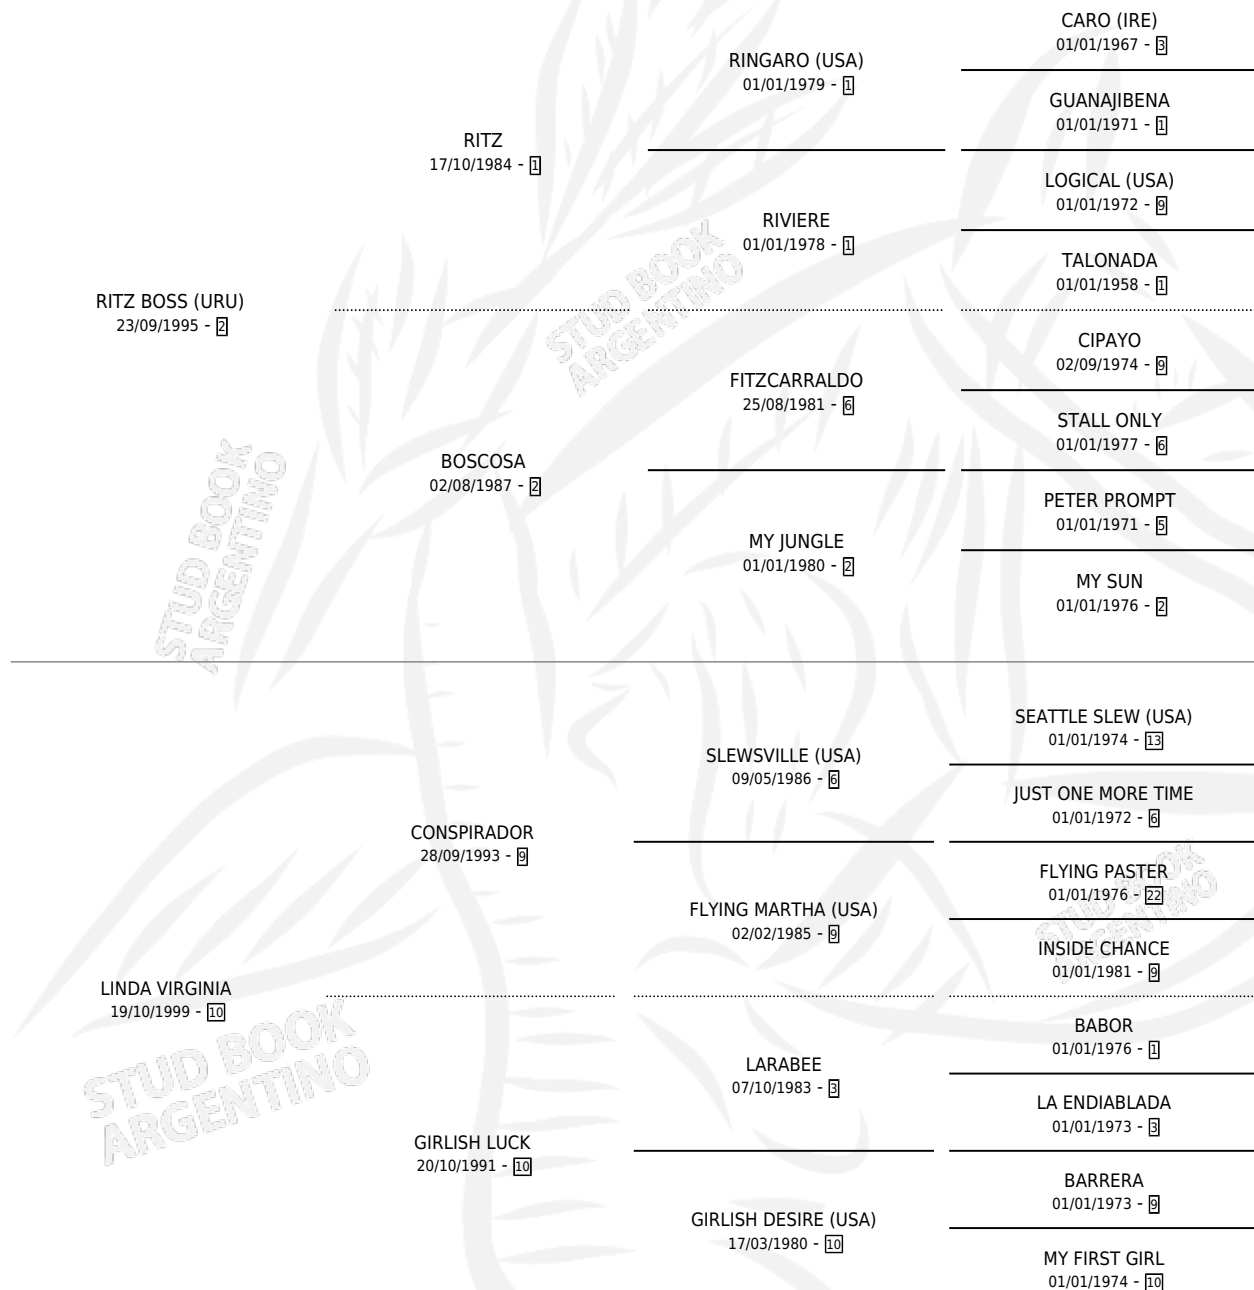 CARO (IRE)
01/01/1967 - 3
RINGARO (USA)
01/01/1979 - 1
GUANAJIBENA
01/01/1971 - 1
RITZ
17/10/1984 - 1
LOGICAL (USA)
01/01/1972 - 9
RIVIERE
01/01/1978 - 1
TALONADA
01/01/1958 - 1
RITZ BOSS (URU)
23/09/1995 - 2
CIPAYO
02/09/1974 - 9
FITZCARRALDO
25/08/1981 - 6
STALL ONLY
01/01/1977 - 6
BOSCOSA
02/08/1987 - 2
PETER PROMPT
01/01/1971 - 5
MY JUNGLE
01/01/1980 - 2
MY SUN
01/01/1976 - 2
SEATTLE SLEW (USA)
01/01/1974 - 13
SLEWSVILLE (USA)
09/05/1986 - 6
JUST ONE MORE TIME
01/01/1972 - 6
CONSPIRADOR
28/09/1993 - 9
FLYING PASTER
01/01/1976 - 22
FLYING MARTHA (USA)
02/02/1985 - 9
INSIDE CHANCE
01/01/1981 - 9
LINDA VIRGINIA
19/10/1999 - 10
BABOR
01/01/1976 - 1
LARABEE
07/10/1983 - 3
LA ENDIABLADA
01/01/1973 - 3
GIRLISH LUCK
20/10/1991 - 10
BARRERA
01/01/1973 - 9
GIRLISH DESIRE (USA)
17/03/1980 - 10
MY FIRST GIRL
01/01/1974 - 10
STUD BOOK
ARGENTINO
STUD BOOK
ARGENTINO
STUD BOOK
ARGENTINO
STUD BOOK
ARGENTINO